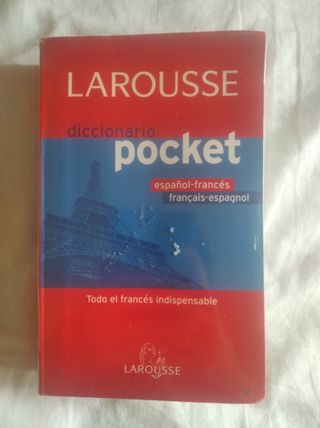 LAROUSSE
diccionario
pocket
español-francés
français-espagnol
Todo el francés indispensable
LAROUSSE